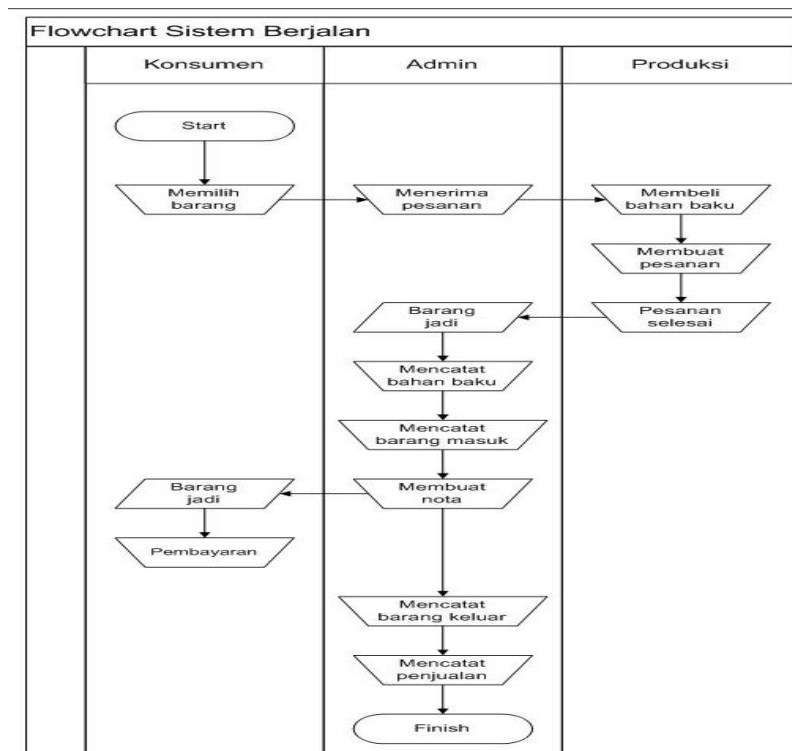 Flowchart Sistem Berjalan
Konsumen
Admin
Produksi
Start
Memilih
barang
Menerima
pesanan
Membeli
bahan baku
Membuat
pesanan
Barang
jadi
Pesanan
selesai
Mencatat
bahan baku
Mencatat
barang masuk
Barang
jadi
Membuat
nota
Pembayaran
Mencatat
barang keluar
Mencatat
penjualan
Finish